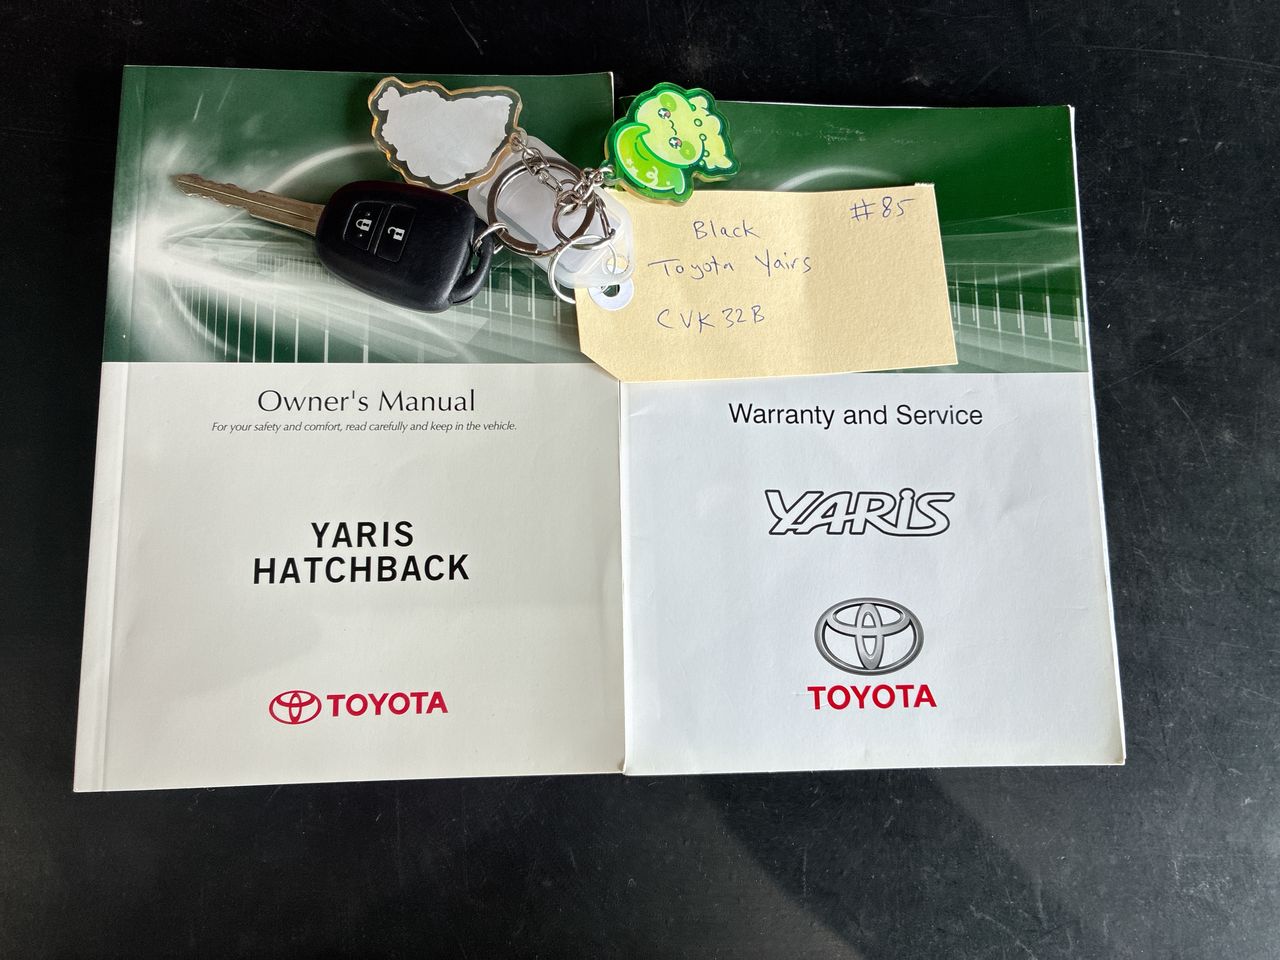 #85
Black
Toyota Yairs
CVK32B
Owner's Manual
For your safety and comfort, read carefully and keep in the vehicle.
YARIS
HATCHBACK
TOYOTA
Warranty and Service
YARIS
TOYOTA